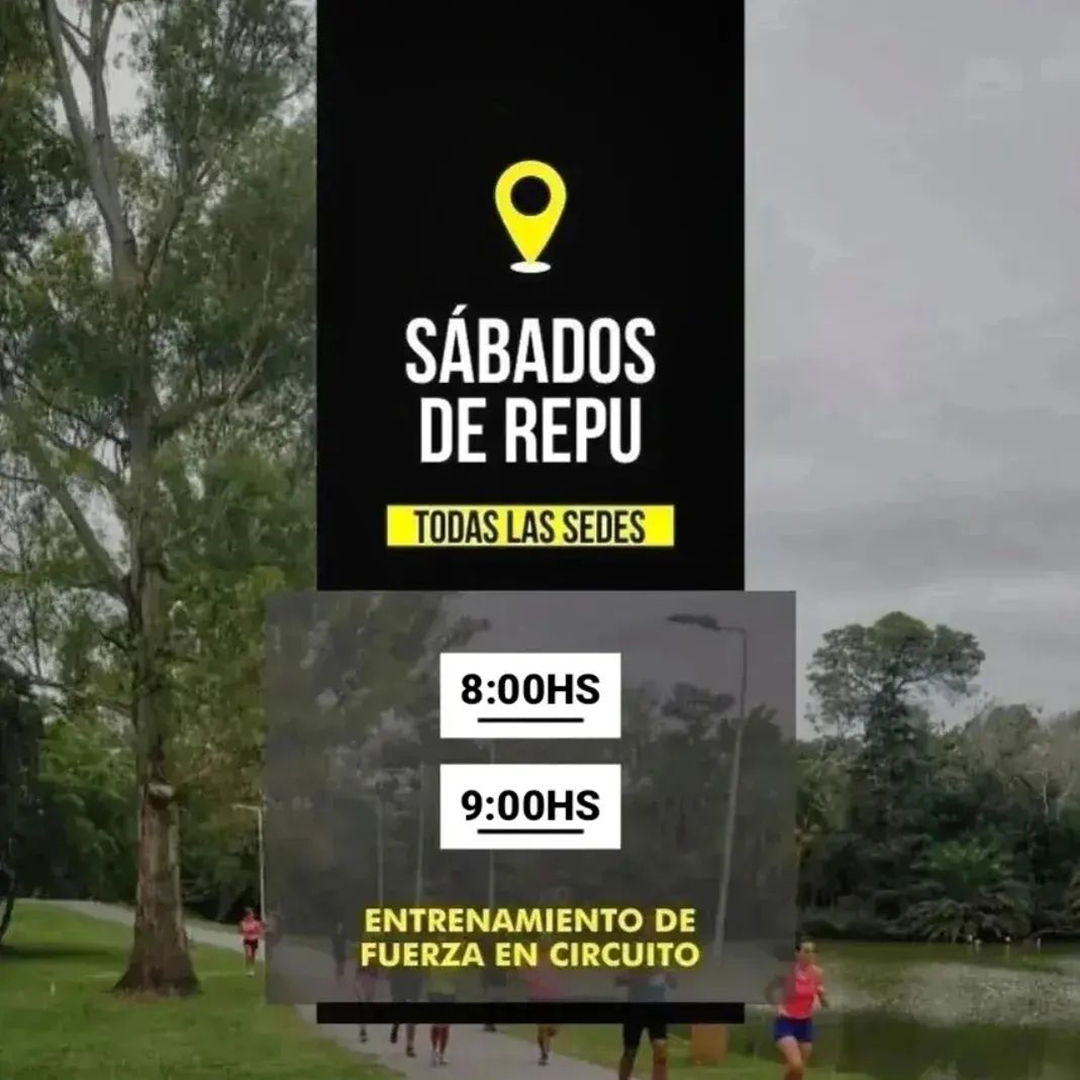 SÁBADOS
DE REPU
TODAS LAS SEDES
8:00HS
9:00HS
ENTRENAMIENTO DE
FUERZA EN CIRCUITO